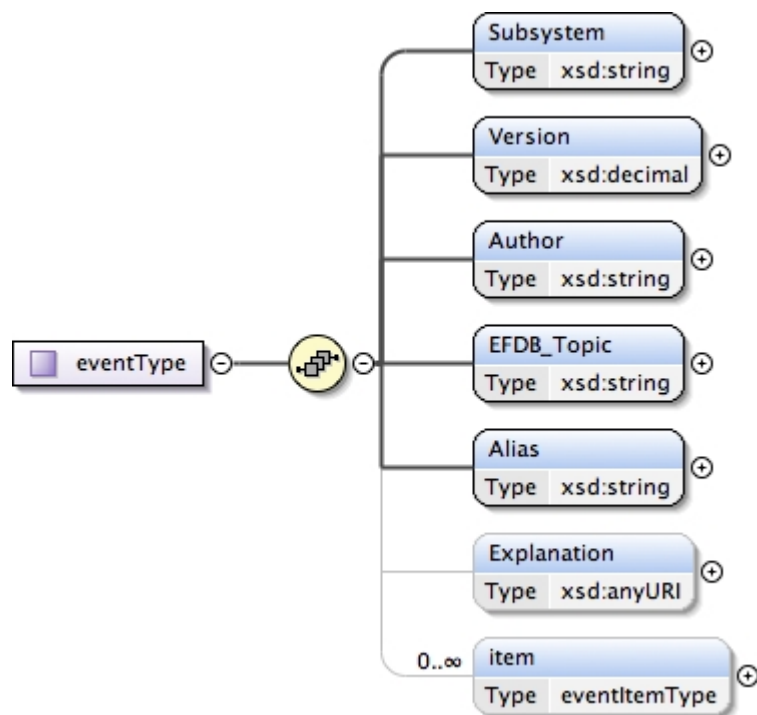 Subsystem
Type xsd:string
Version
Type xsd:decimal
Author
Type xsd:string
eventType
EFDB_Topic
Type xsd:string
Alias
Type xsd:string
Explanation
Type xsd:anyURI
0..∞
item
Type eventItemType